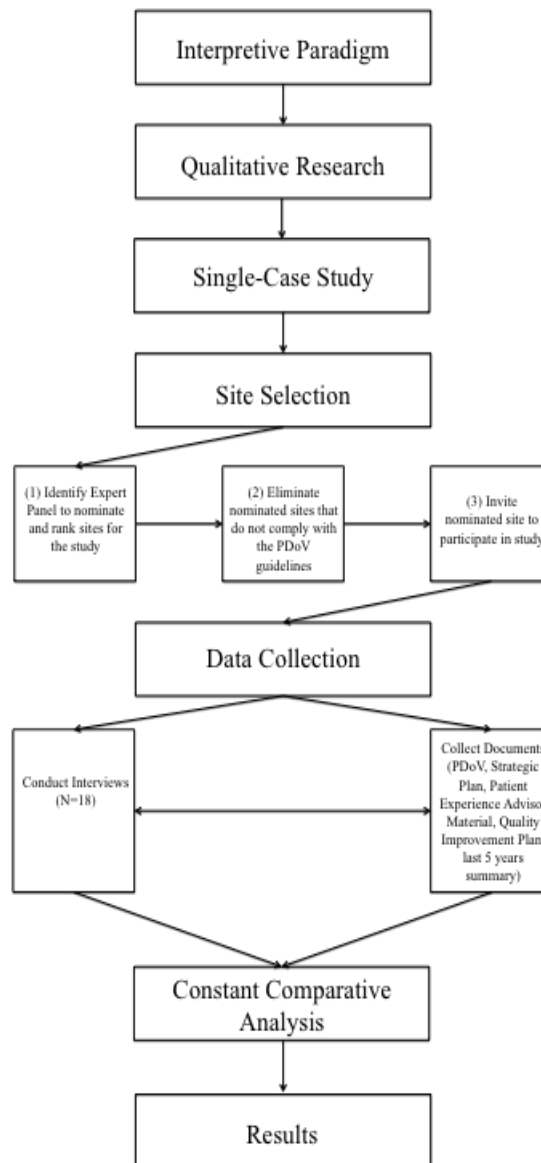 Interpretive Paradigm
Qualitative Research
Single-Case Study
Site Selection
(1) Identify Expert
Panel to nominate
and rank sites for
the study
(2) Eliminate
nominated sites that
do not comply with
the PDoV
guidelines
(3) Invite
nominated site to
participate in study
Data Collection
Conduct Interviews
(N=18)
Collect Documents
(PDoV, Strategic
Plan, Patient
Experience Adviso
Material, Quality
Improvement Plan
last 5 years
summary)
Constant Comparative
Analysis
Results